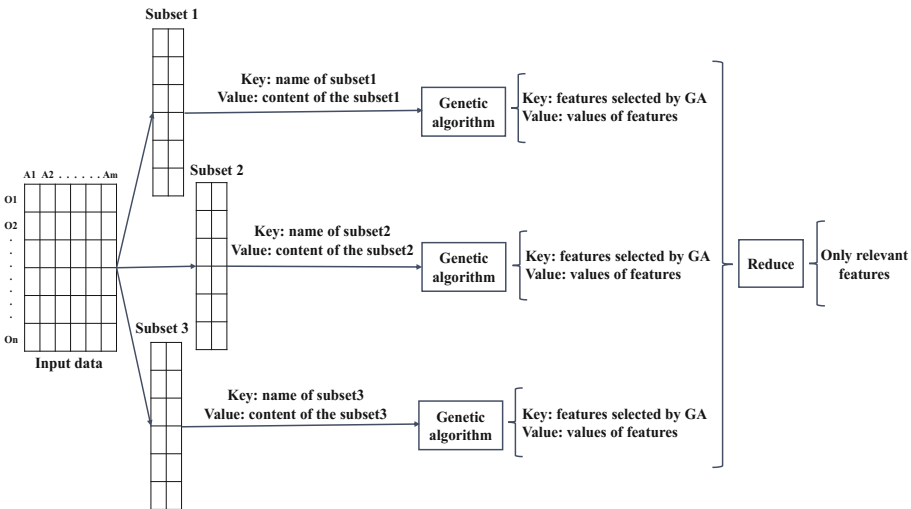 Subset 1
Key: name of subset1
Value: content of the subset1
Genetic
algorithm
Key: features selected by GA
Value: values of features
A1 A2 . . . . . . Am
O1
O2
.
.
.
.
.
.
On
Input data
Subset 2
Key: name of subset2
Value: content of the subset2
Genetic
algorithm
Key: features selected by GA
Value: values of features
Reduce
Only relevant
features
Subset 3
Key: name of subset3
Value: content of the subset3
Genetic
algorithm
Key: features selected by GA
Value: values of features